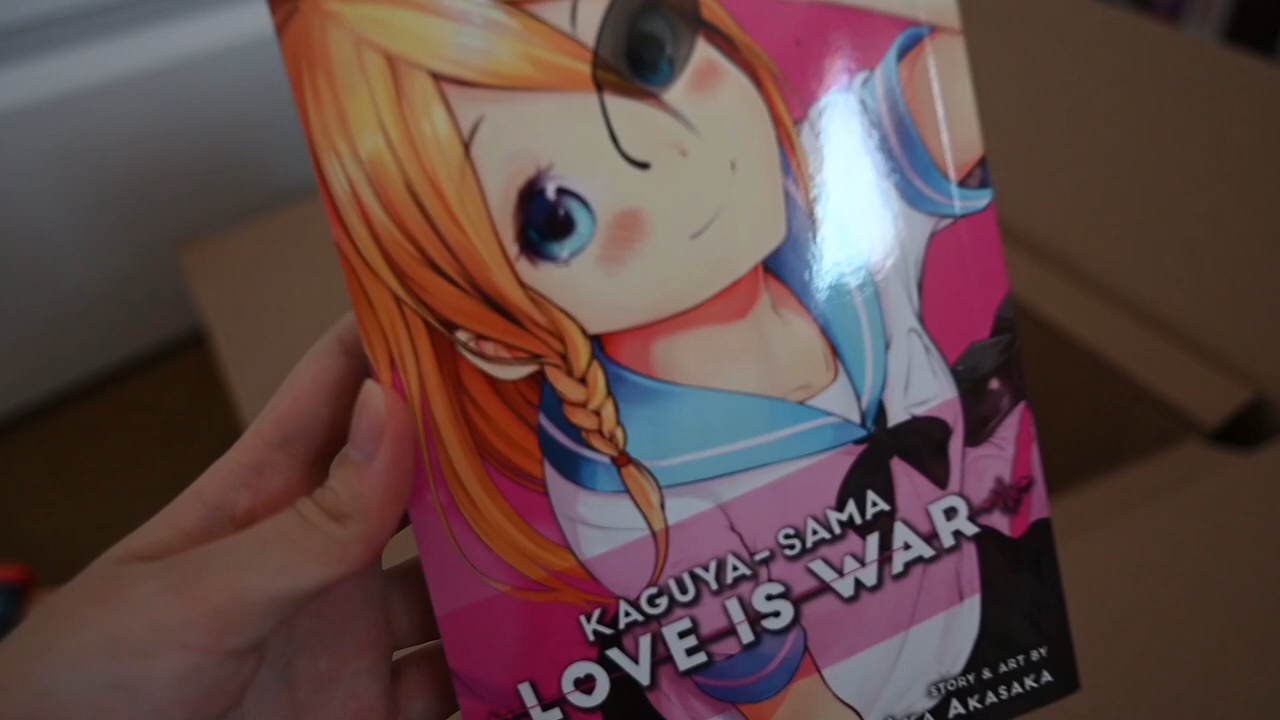 KAGUYA-SAMA
LOVE IS WAR
STORY & ART BY
AKASAKA